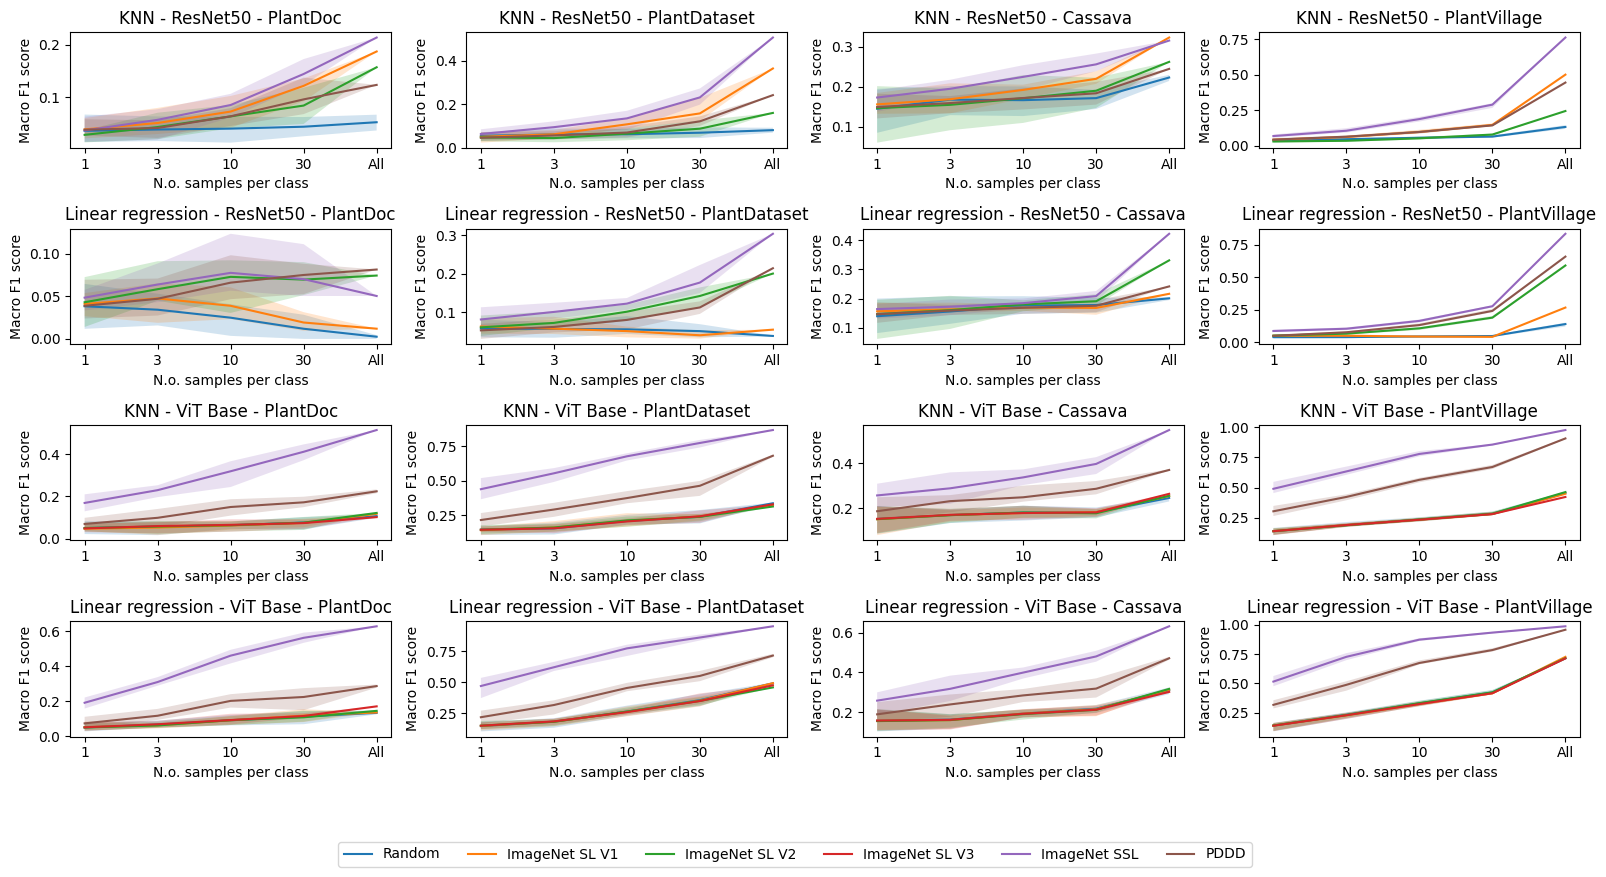 KNN - ResNet50 - PlantDoc
KNN - ResNet50 - PlantDataset
KNN - ResNet50 - Cassava
KNN - ResNet50 - PlantVillage
Macro F1 score
0.2
0.1
1 3 10 30 All
N.o. samples per class
Macro F1 score
0.4
0.2
0.0
1 3 10 30 All
N.o. samples per class
Macro F1 score
0.3
0.2
0.1
1 3 10 30 All
N.o. samples per class
Macro F1 score
0.75
0.50
0.25
0.00
1 3 10 30 All
N.o. samples per class
Linear regression - ResNet50 - PlantDoc
Linear regression - ResNet50 - PlantDataset
Linear regression - ResNet50 - Cassava
Linear regression - ResNet50 - PlantVillage
Macro F1 score
0.10
0.05
0.00
1 3 10 30 All
N.o. samples per class
Macro F1 score
0.3
0.2
0.1
1 3 10 30 All
N.o. samples per class
Macro F1 score
0.4
0.3
0.2
0.1
1 3 10 30 All
N.o. samples per class
Macro F1 score
0.75
0.50
0.25
0.00
1 3 10 30 All
N.o. samples per class
KNN - ViT Base - PlantDoc
KNN - ViT Base - PlantDataset
KNN - ViT Base - Cassava
KNN - ViT Base - PlantVillage
Macro F1 score
0.4
0.2
0.0
1 3 10 30 All
N.o. samples per class
Macro F1 score
0.75
0.50
0.25
1 3 10 30 All
N.o. samples per class
Macro F1 score
0.4
0.2
1 3 10 30 All
N.o. samples per class
Macro F1 score
1.00
0.75
0.50
0.25
1 3 10 30 All
N.o. samples per class
Linear regression - ViT Base - PlantDoc
Linear regression - ViT Base - PlantDataset
Linear regression - ViT Base - Cassava
Linear regression - ViT Base - PlantVillage
Macro F1 score
0.6
0.4
0.2
0.0
1 3 10 30 All
N.o. samples per class
Macro F1 score
0.75
0.50
0.25
1 3 10 30 All
N.o. samples per class
Macro F1 score
0.6
0.4
0.2
1 3 10 30 All
N.o. samples per class
Macro F1 score
1.00
0.75
0.50
0.25
1 3 10 30 All
N.o. samples per class
Random ImageNet SL V1 ImageNet SL V2 ImageNet SL V3 ImageNet SSL PDDD